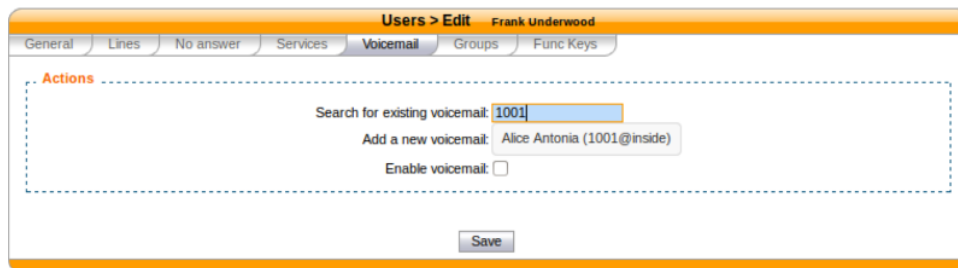 Users > Edit Frank Underwood
General Lines No answer Services Voicemail Groups Func Keys
Actions
Search for existing voicemail: 1001
Add a new voicemail: Alice Antonia (1001@inside)
Enable voicemail:
Save